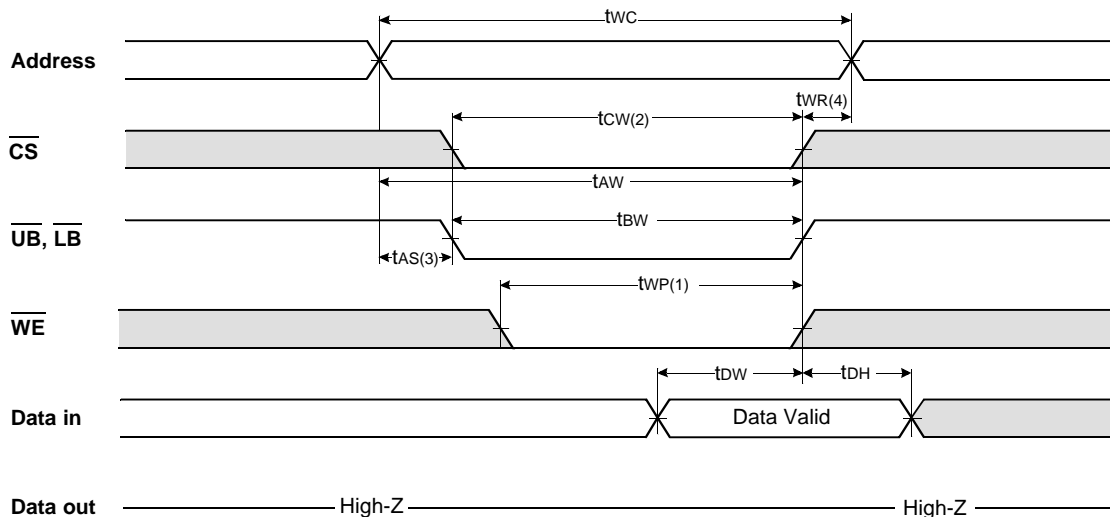 tWC
Address
tWR(4)
tCW(2)
CS
tAW
tBW
UB, LB
tAS(3)
tWP(1)
WE
tDW
tDH
Data in
Data Valid
Data out
High-Z
High-Z